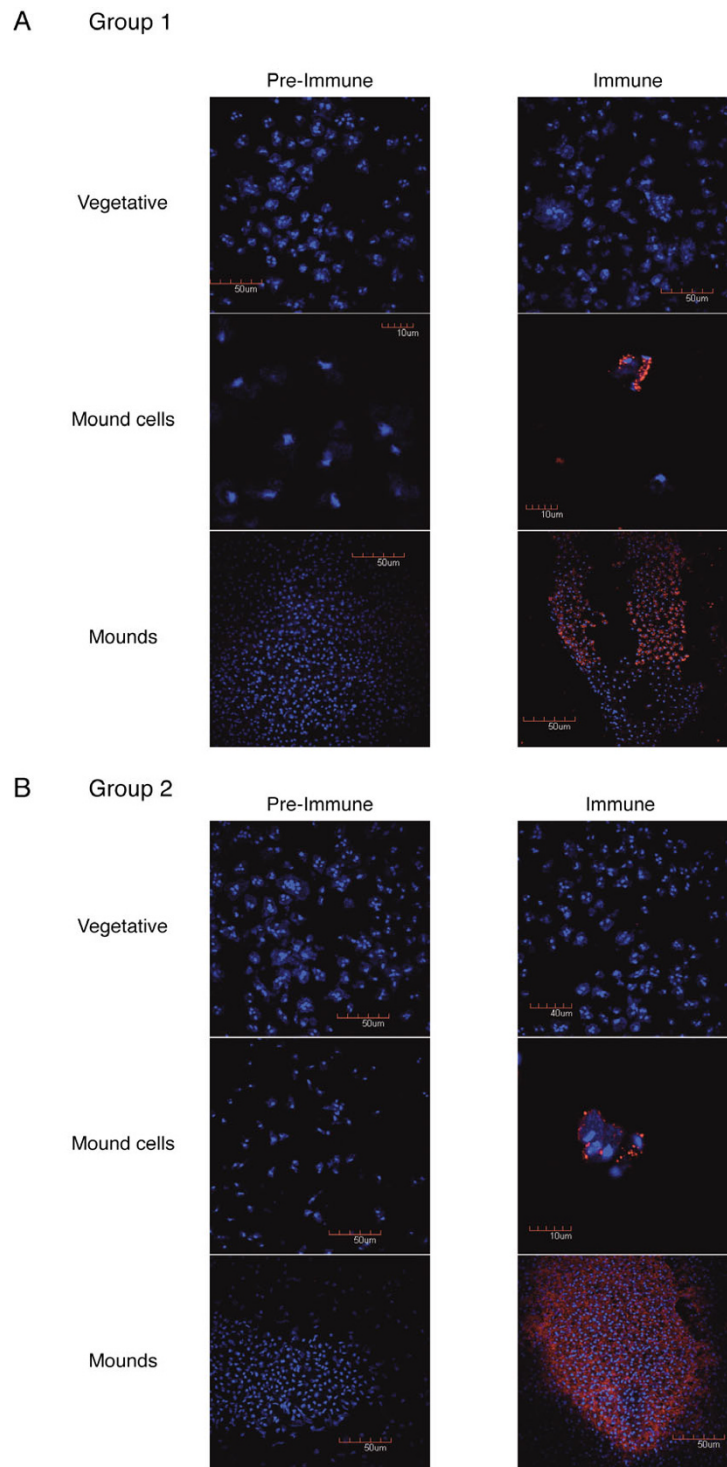 A Group 1
Pre-Immune Immune
Vegetative
50um
50um
Mound cells
10um
10um
Mounds
50um
50um
B Group 2
Pre-Immune Immune
Vegetative
50um
40um
Mound cells
50um
10um
Mounds
50um
50um